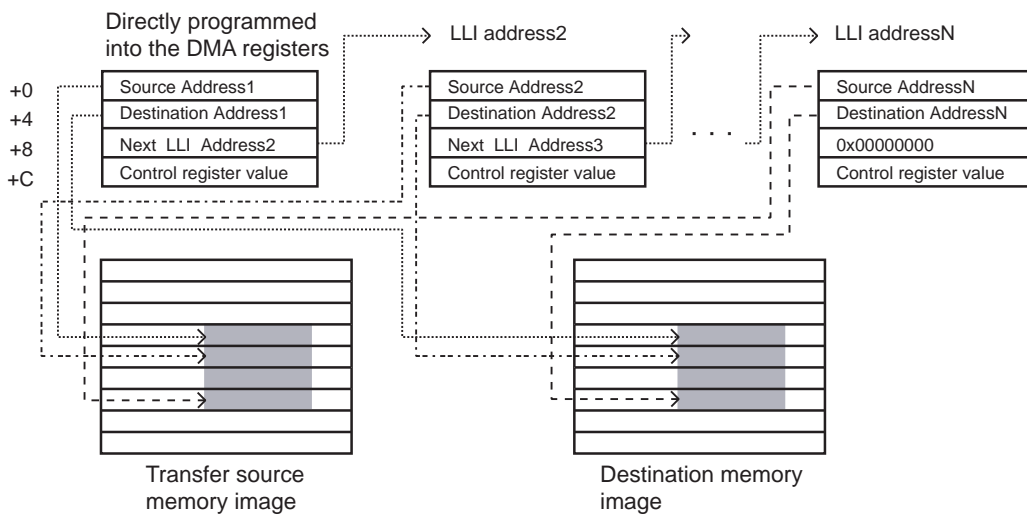 Directly programmed
into the DMA registers
LLI address2
LLI addressN
+0
Source Address1
Source Address2
Source AddressN
+4
Destination Address1
Destination Address2
Destination AddressN
+8
Next LLI Address2
Next LLI Address3
. . .
0x00000000
+C
Control register value
Control register value
Control register value
Transfer source
memory image
Destination memory
image